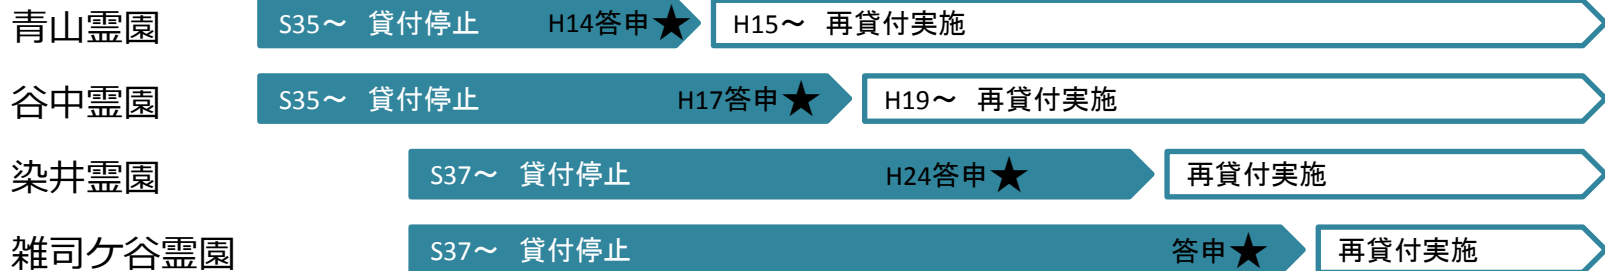 青山霊園 S35～ 貸付停止 H14答申★ H15～ 再貸付実施
谷中霊園 S35～ 貸付停止 H17答申★ H19～ 再貸付実施
染井霊園 S37～ 貸付停止 H24答申★ 再貸付実施
雑司ケ谷霊園 S37～ 貸付停止 答申★ 再貸付実施